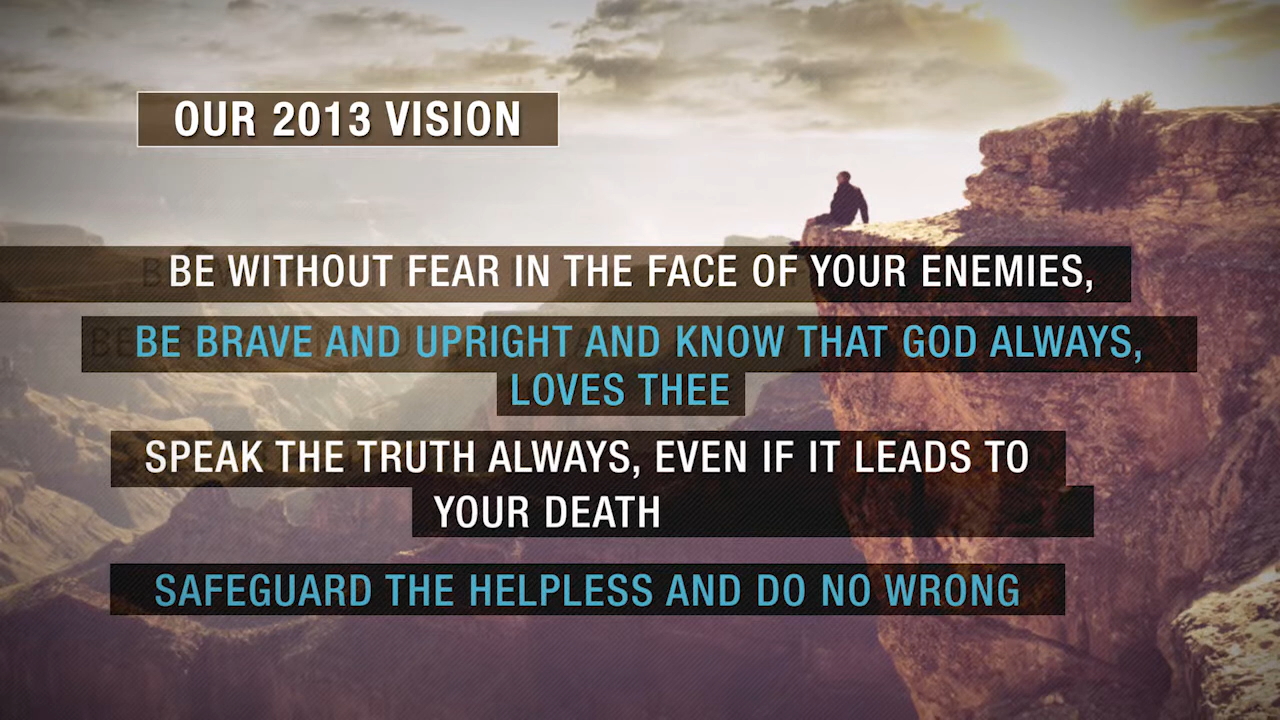 OUR 2013 VISION
BE WITHOUT FEAR IN THE FACE OF YOUR ENEMIES,
BE BRAVE AND UPRIGHT AND KNOW THAT GOD ALWAYS,
LOVES THEE
SPEAK THE TRUTH ALWAYS, EVEN IF IT LEADS TO
YOUR DEATH
SAFEGUARD THE HELPLESS AND DO NO WRONG